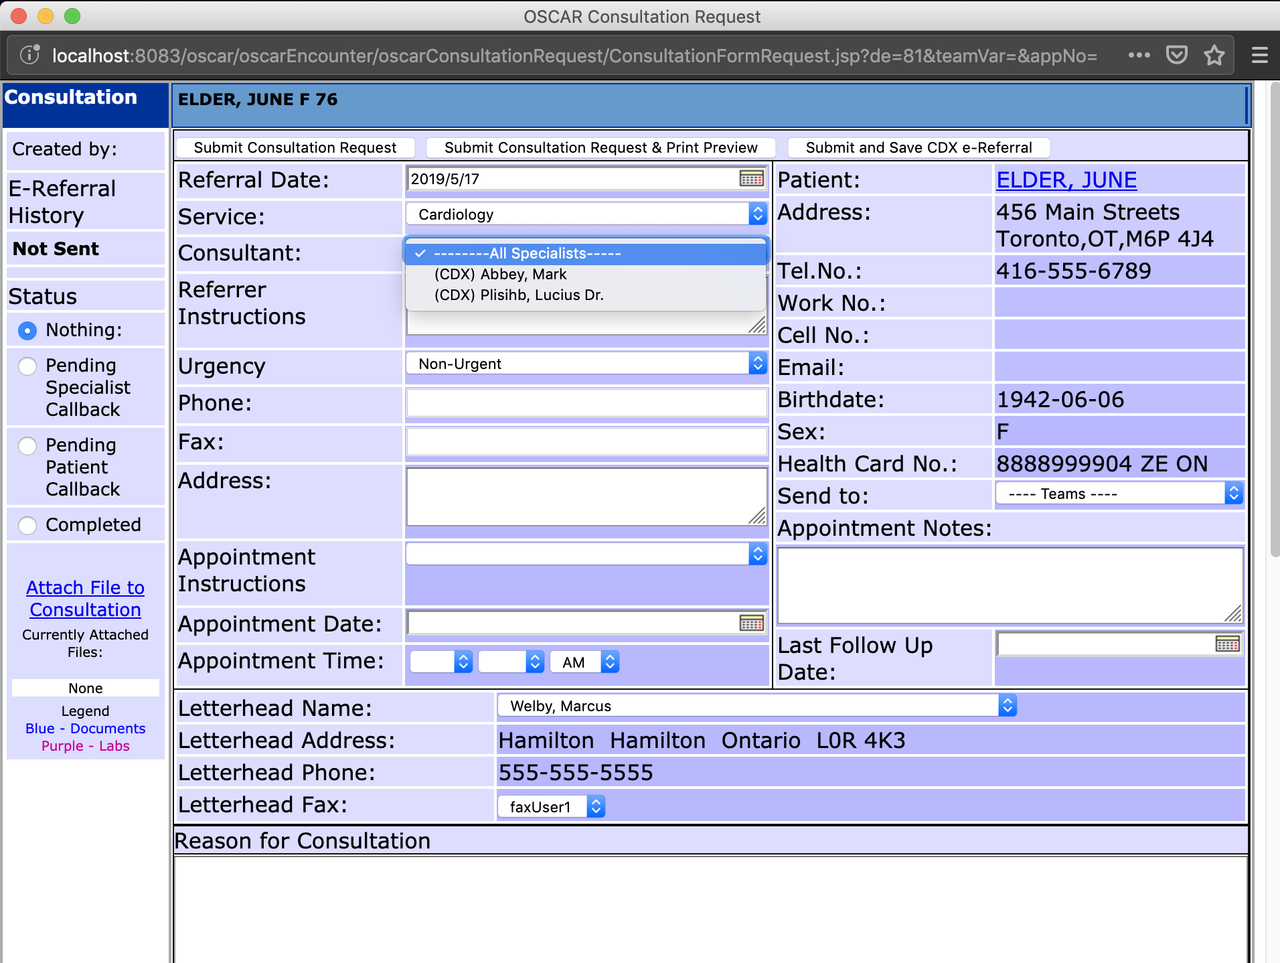 OSCAR Consultation Request
localhost:8083/oscar/oscarEncounter/oscarConsultationRequest/ConsultationFormRequest.jsp?de=81&teamVar=&appNo=
Consultation
ELDER, JUNE F 76
Created by:
E-Referral
History
Not Sent
Status
Nothing:
Pending
Specialist
Callback
Pending
Patient
Callback
Completed
Attach File to
Consultation
Currently Attached
Files:
None
Legend
Blue - Documents
Purple - Labs
Submit Consultation Request
Submit Consultation Request & Print Preview
Submit and Save CDX e-Referral
Referral Date:
2019/5/17
Service:
Cardiology
Consultant:
✓ --------All Specialists-----
(CDX) Abbey, Mark
(CDX) Plisihb, Lucius Dr.
Referrer
Instructions
Urgency
Non-Urgent
Phone:
Fax:
Address:
Appointment
Instructions
Appointment Date:
Appointment Time:
AM
Patient:
ELDER, JUNE
Address:
456 Main Streets
Toronto,OT,M6P 4J4
Tel.No.:
416-555-6789
Work No.:
Cell No.:
Email:
Birthdate:
1942-06-06
Sex:
F
Health Card No.:
8888999904 ZE ON
Send to:
---- Teams ----
Appointment Notes:
Last Follow Up
Date:
Letterhead Name:
Welby, Marcus
Letterhead Address:
Hamilton Hamilton Ontario L0R 4K3
Letterhead Phone:
555-555-5555
Letterhead Fax:
faxUser1
Reason for Consultation